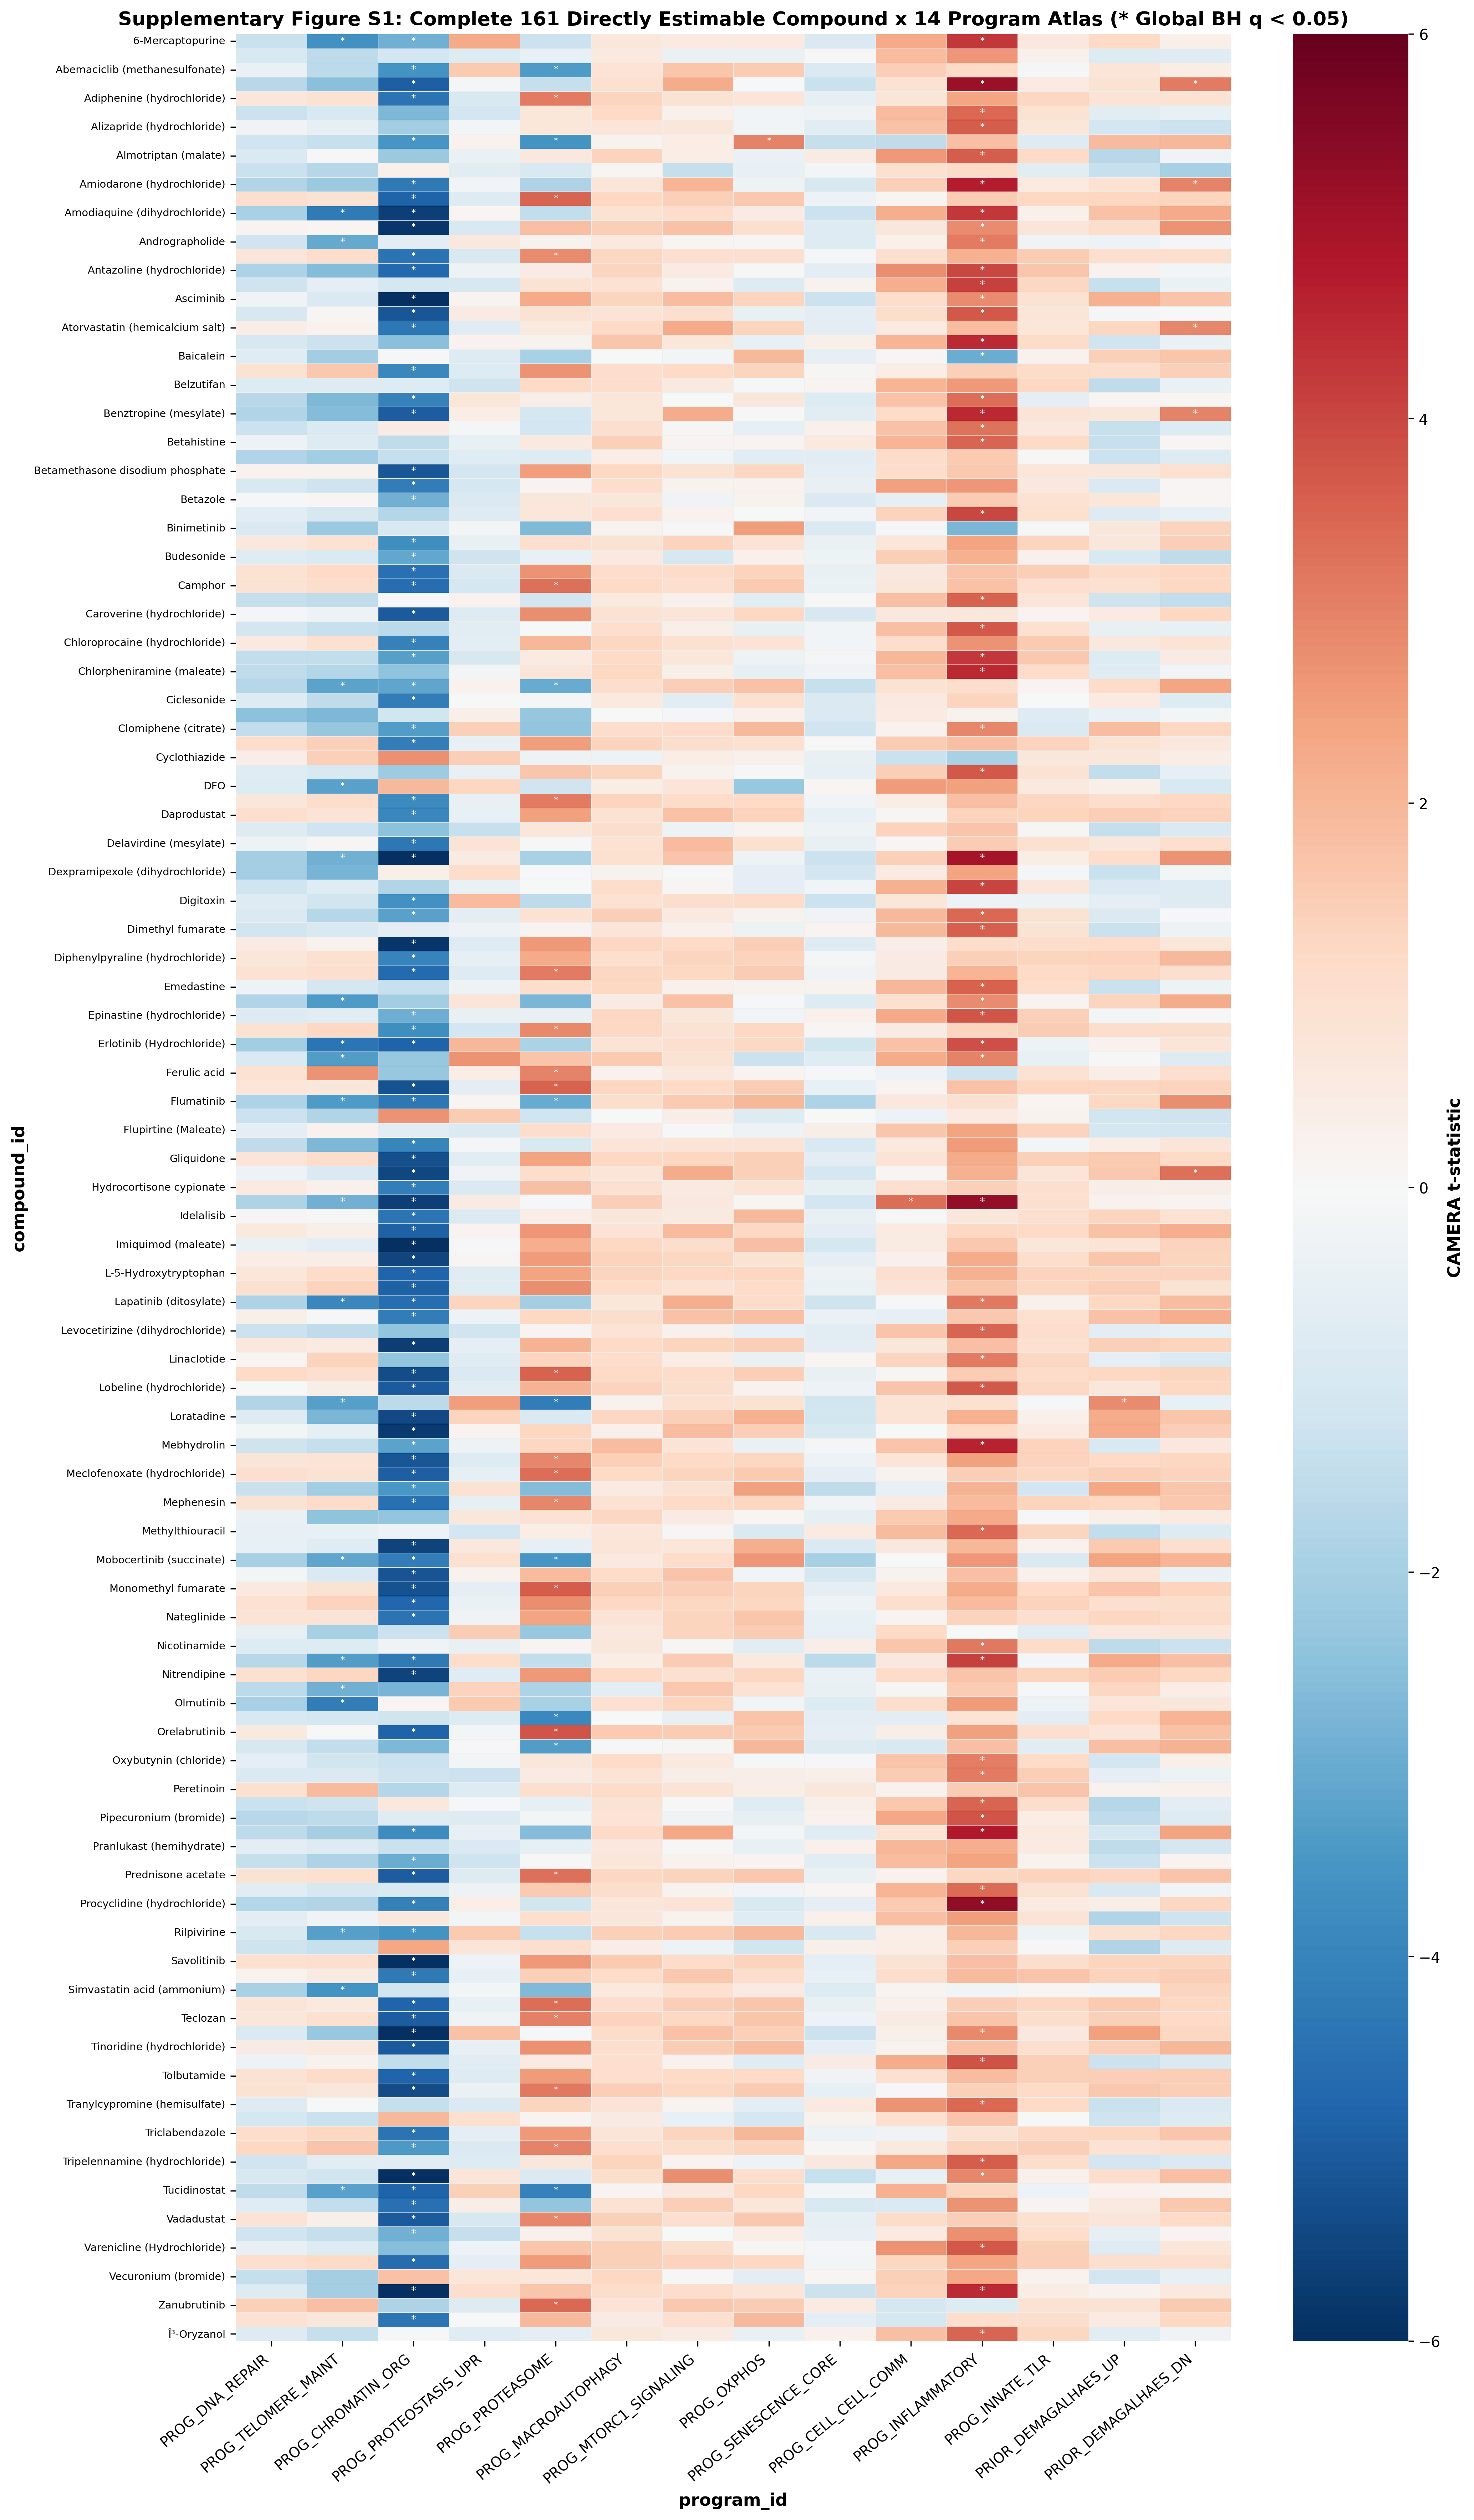 Supplementary Figure S1: Complete 161 Directly Estimable Compound x 14 Program Atlas (* Global BH q < 0.05)
compound_id
6-Mercaptopurine
Abemaciclib (methanesulfonate)
Adiphenine (hydrochloride)
Alizapride (hydrochloride)
Almotriptan (malate)
Amiodarone (hydrochloride)
Amodiaquine (dihydrochloride)
Andrographolide
Antazoline (hydrochloride)
Asciminib
Atorvastatin (hemicalcium salt)
Baicalein
Belzutifan
Benztropine (mesylate)
Betahistine
Betamethasone disodium phosphate
Betazole
Binimetinib
Budesonide
Camphor
Caroverine (hydrochloride)
Chloroprocaine (hydrochloride)
Chlorpheniramine (maleate)
Ciclesonide
Clomiphene (citrate)
Cyclothiazide
DFO
Daprodustat
Delavirdine (mesylate)
Dexpramipexole (dihydrochloride)
Digitoxin
Dimethyl fumarate
Diphenylpyraline (hydrochloride)
Emedastine
Epinastine (hydrochloride)
Erlotinib (Hydrochloride)
Ferulic acid
Flumatinib
Flupirtine (Maleate)
Gliquidone
Hydrocortisone cypionate
Idelalisib
Imiquimod (maleate)
L-5-Hydroxytryptophan
Lapatinib (ditosylate)
Levocetirizine (dihydrochloride)
Linaclotide
Lobeline (hydrochloride)
Loratadine
Mebhydrolin
Meclofenoxate (hydrochloride)
Mephenesin
Methylthiouracil
Mobocertinib (succinate)
Monomethyl fumarate
Nateglinide
Nicotinamide
Nitrendipine
Olmutinib
Orelabrutinib
Oxybutynin (chloride)
Peretinoin
Pipecuronium (bromide)
Pranlukast (hemihydrate)
Prednisone acetate
Procyclidine (hydrochloride)
Rilpivirine
Savolitinib
Simvastatin acid (ammonium)
Teclozan
Tinoridine (hydrochloride)
Tolbutamide
Tranylcypromine (hemisulfate)
Triclabendazole
Tripelennamine (hydrochloride)
Tucidinostat
Vadadustat
Varenicline (Hydrochloride)
Vecuronium (bromide)
Zanubrutinib
Î³-Oryzanol
PROG_DNA_REPAIR
PROG_TELOMERE_MAINT
PROG_CHROMATIN_ORG
PROG_PROTEOSTASIS_UPR
PROG_PROTEASOME
PROG_MACROAUTOPHAGY
PROG_MTORC1_SIGNALING
PROG_OXPHOS
PROG_SENESCENCE_CORE
PROG_CELL_CELL_COMM
PROG_INFLAMMATORY
PROG_INNATE_TLR
PRIOR_DEMAGALHAES_UP
PRIOR_DEMAGALHAES_DN
program_id
6
4
2
0
−2
−4
−6
CAMERA t-statistic